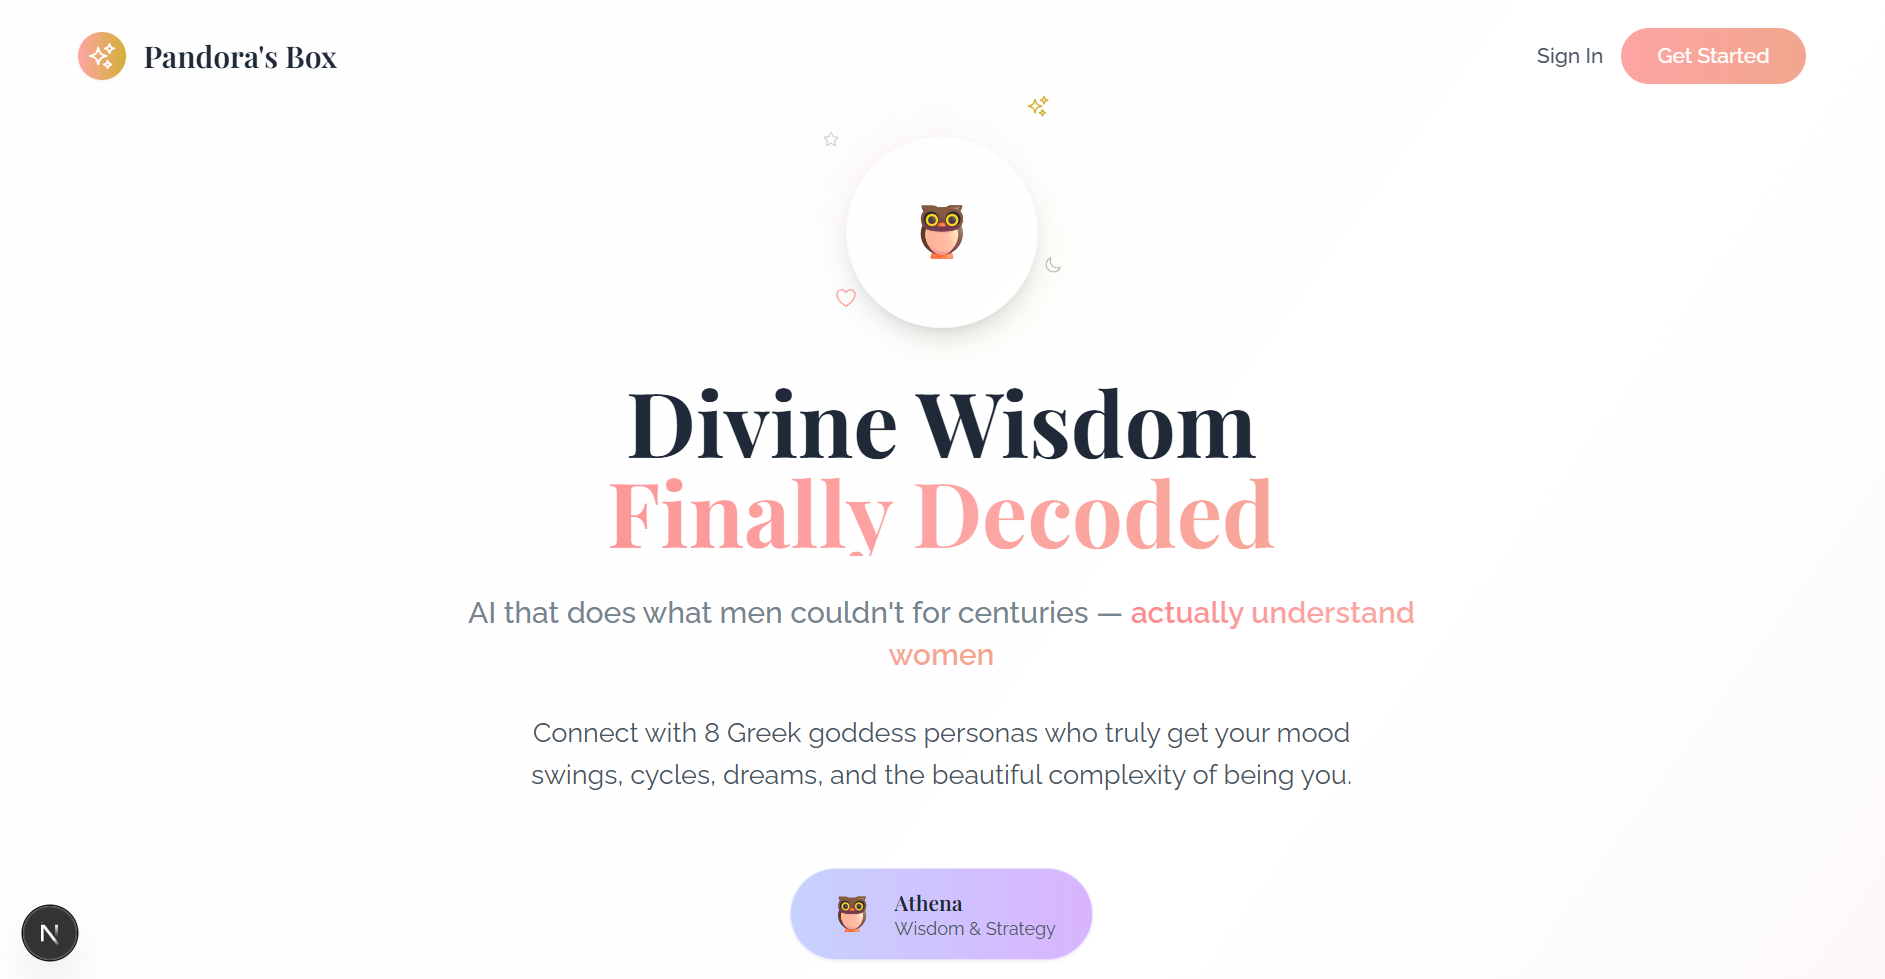 Pandora's Box
Sign In
Get Started
Divine Wisdom
Finally Decoded
AI that does what men couldn't for centuries — actually understand
women
Connect with 8 Greek goddess personas who truly get your mood
swings, cycles, dreams, and the beautiful complexity of being you.
Athena
Wisdom & Strategy
N